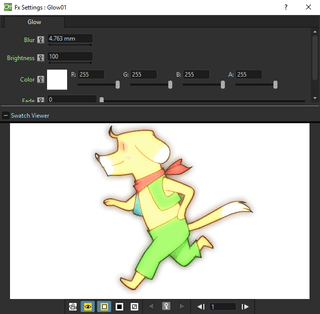 Fx Settings : Glow01
Glow
Blur 4.763 mm
Brightness 100
Color R: 255 G: 255 B: 255 A: 255
Fade 0
Swatch Viewer
1